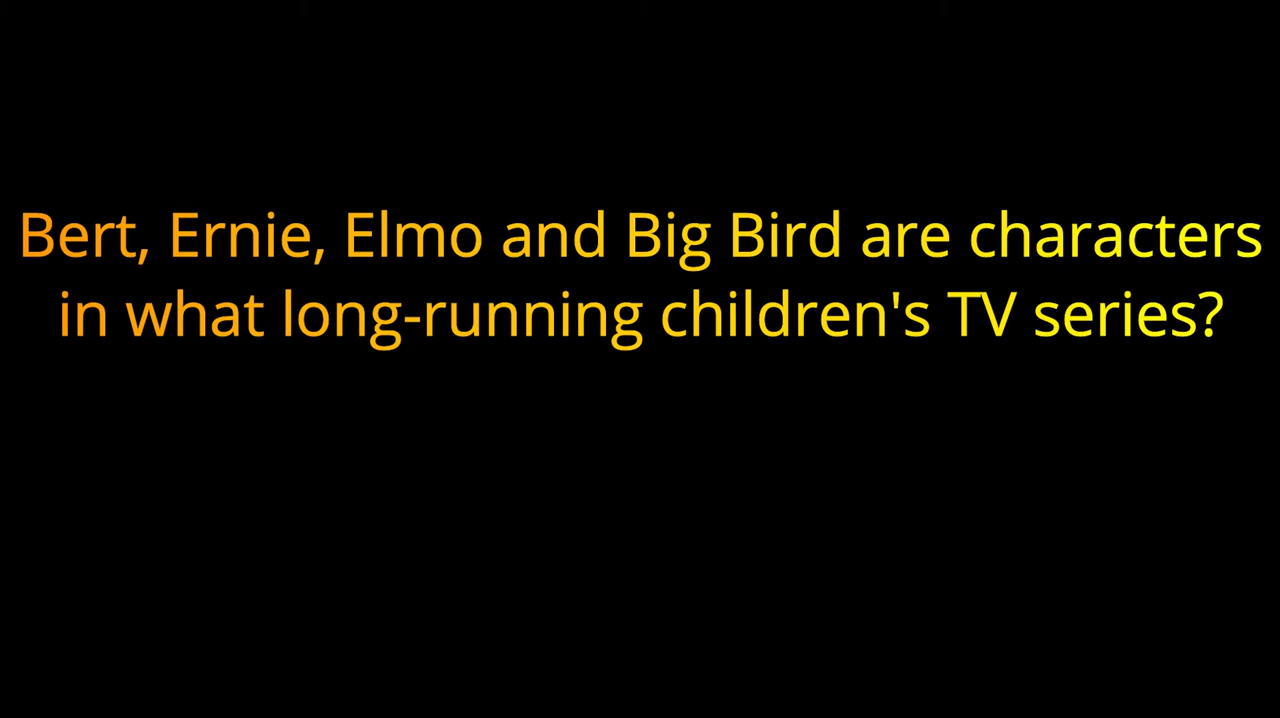 Bert, Ernie, Elmo and Big Bird are characters
in what long-running children's TV series?